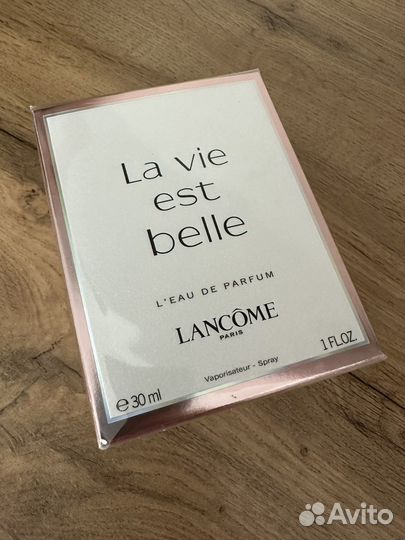 La vie
est
belle
L'EAU DE PARFUM
LANCÔME
PARIS
Vaporisateur - Spray
℮30 ml
1 FL.OZ.
Avito